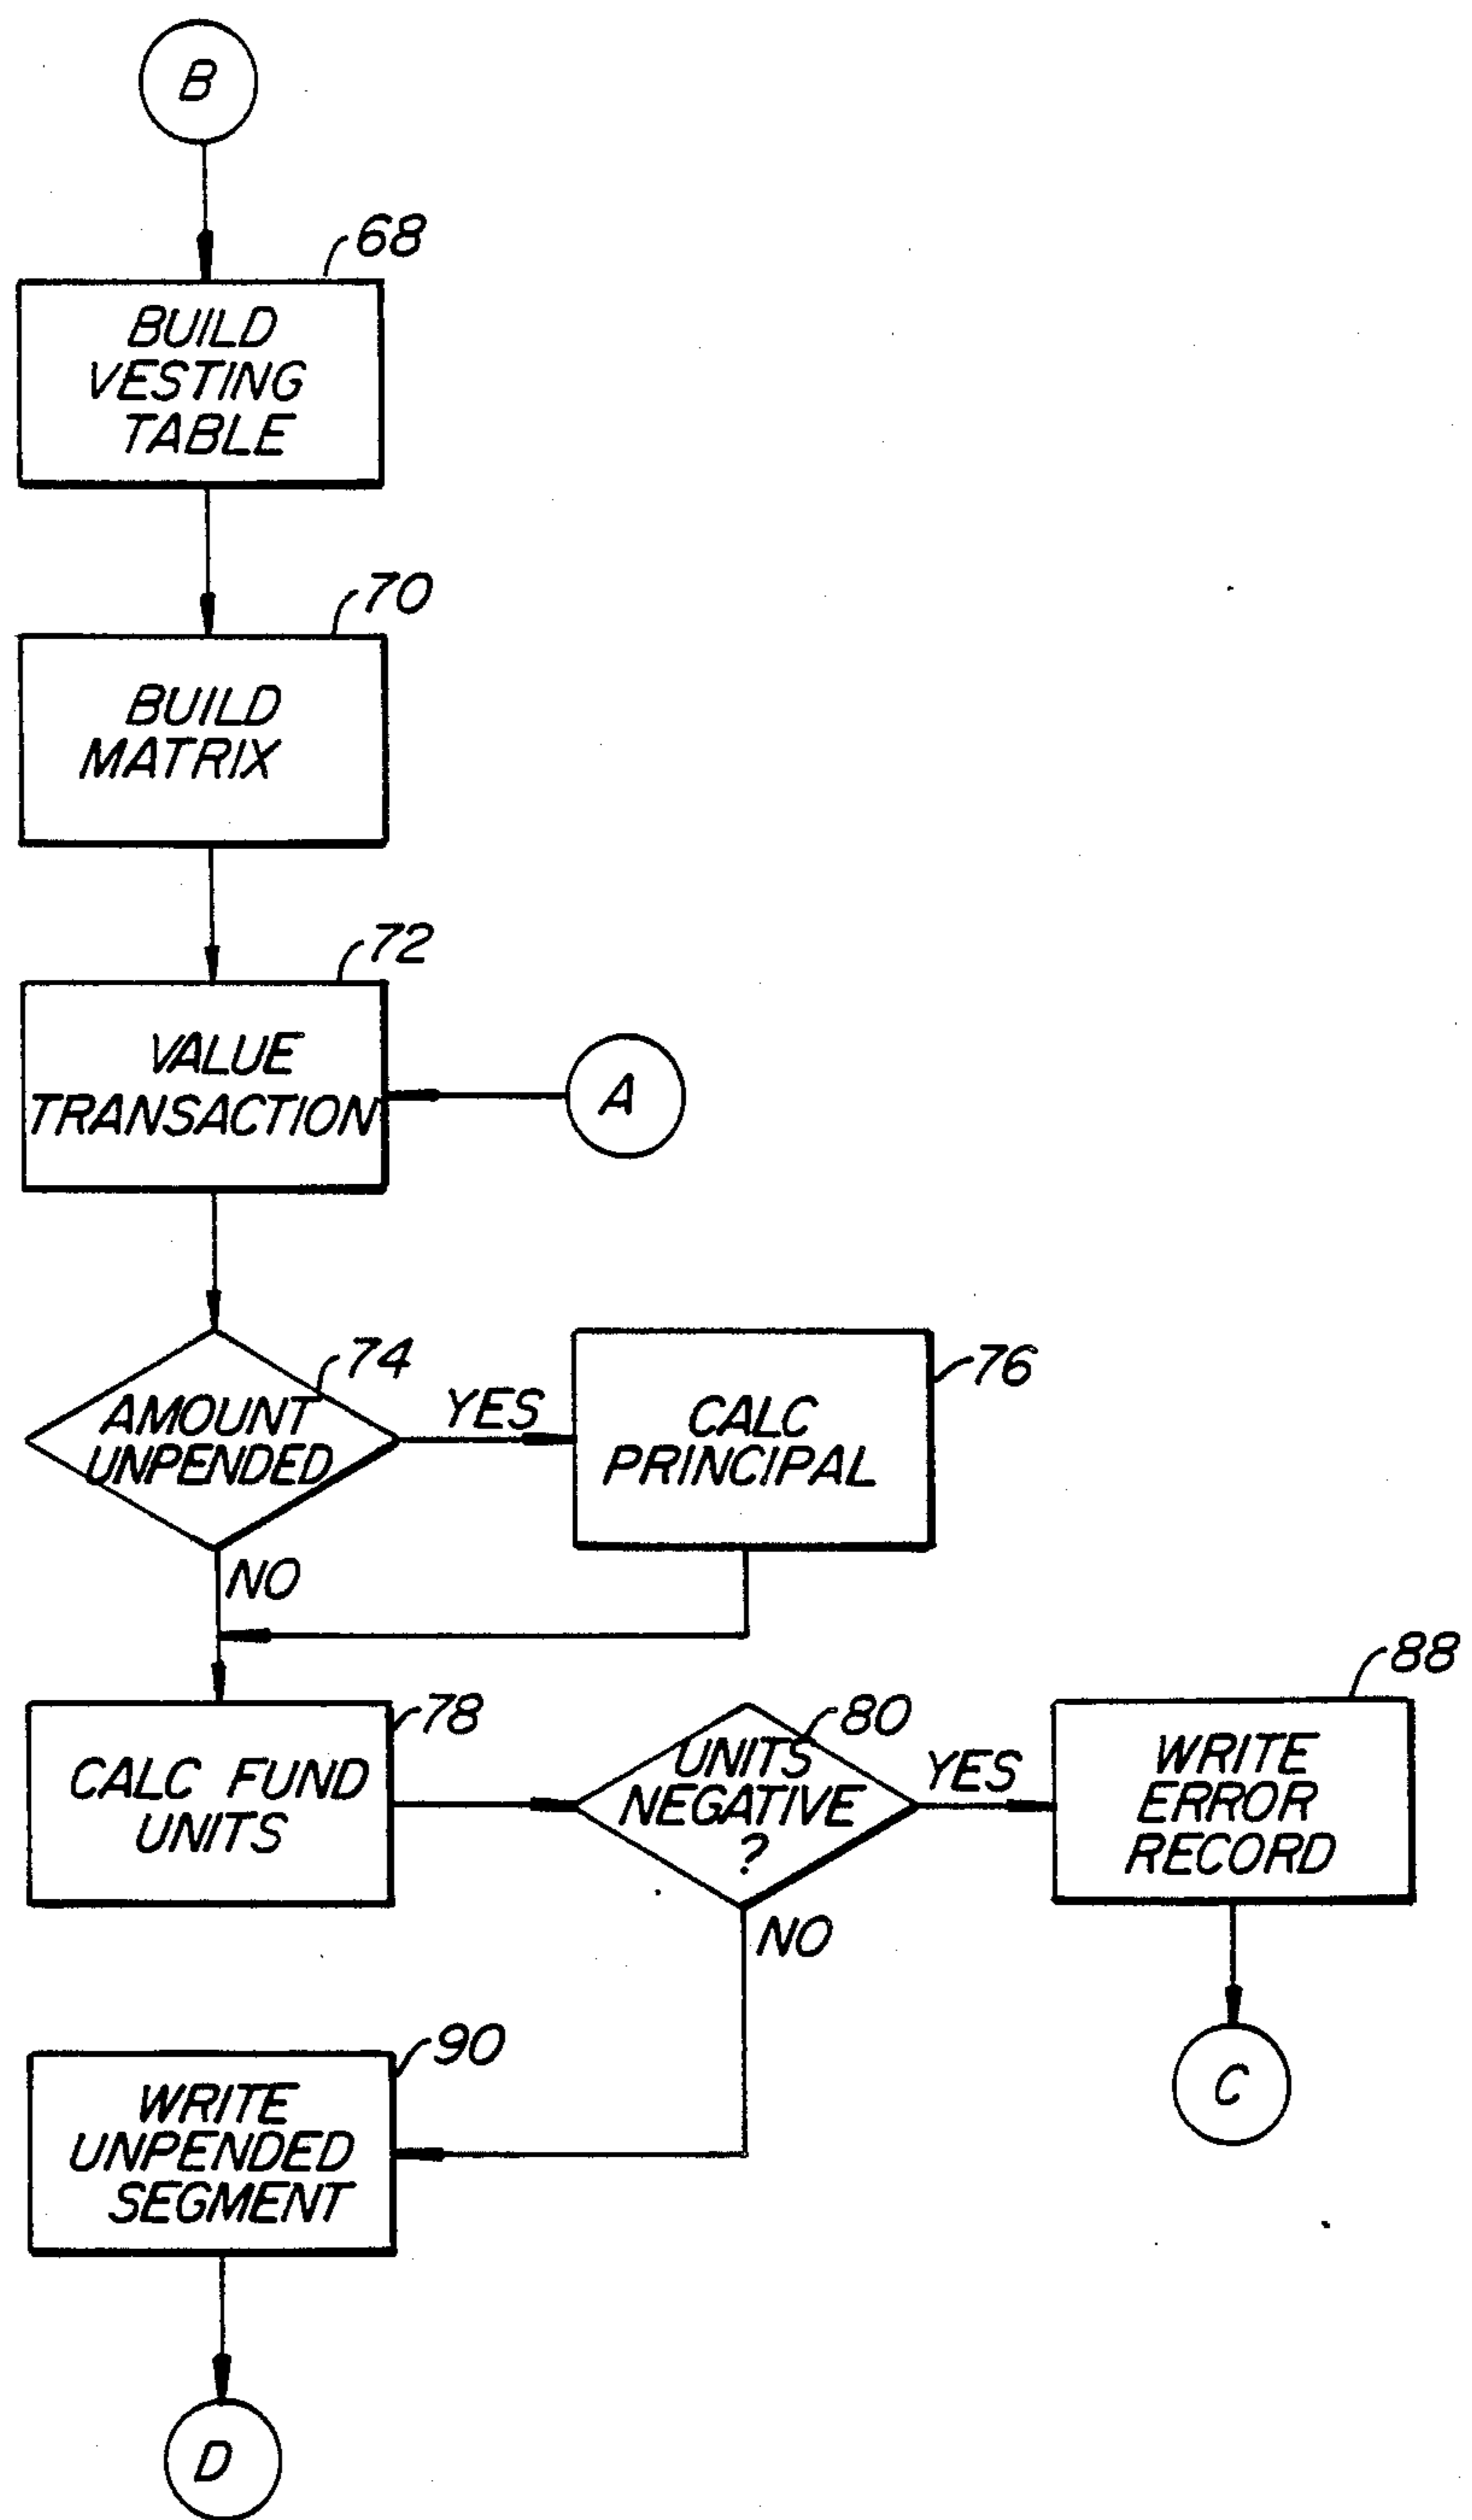 B
68
BUILD
VESTING
TABLE
70
BUILD
MATRIX
72
VALUE
TRANSACTION
A
74
AMOUNT
UNPENDED
YES
76
CALC
PRINCIPAL
NO
78
CALC FUND
UNITS
80
UNITS
NEGATIVE
?
YES
88
WRITE
ERROR
RECORD
NO
C
90
WRITE
UNPENDED
SEGMENT
D